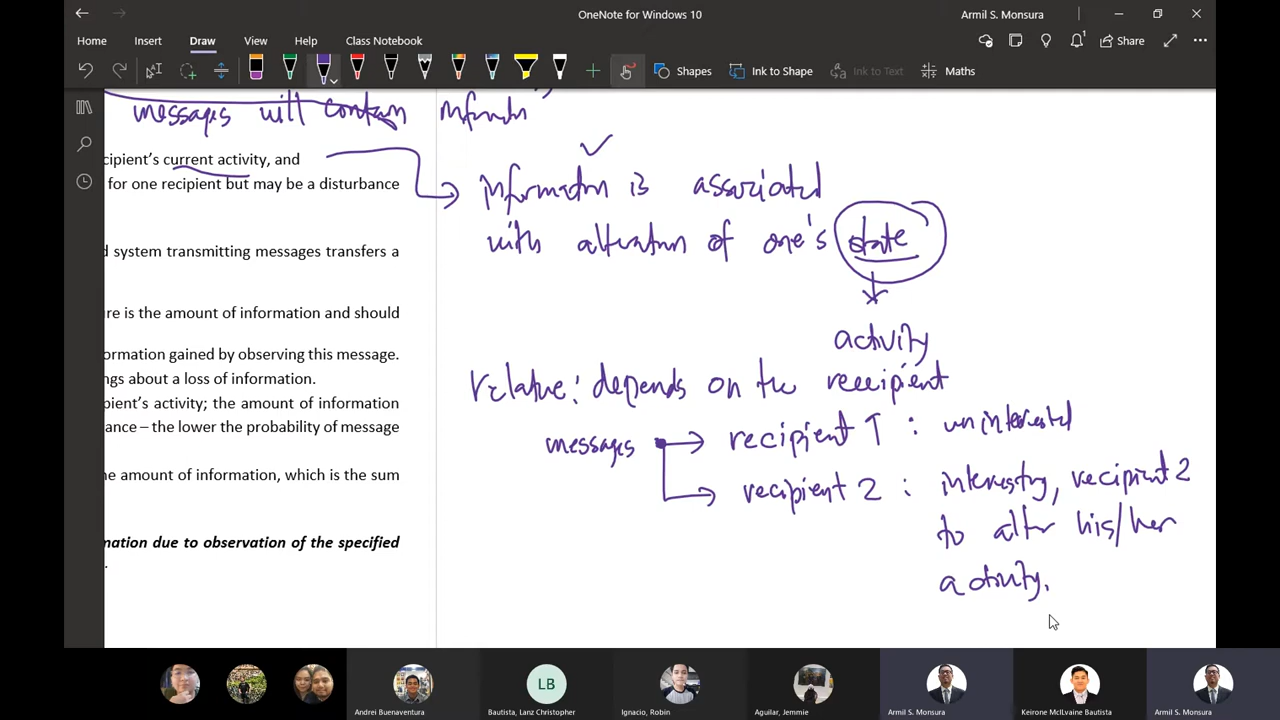 OneNote for Windows 10
Armil S. Monsura
Home Insert Draw View Help Class Notebook
Share
Shapes Ink to Shape Ink to Text Maths
messages will contain
cipient's current activity, and
for one recipient but may be a disturbance
d system transmitting messages transfers a
re is the amount of information and should
ormation gained by observing this message.
ngs about a loss of information.
pient's activity; the amount of information
ance – the lower the probability of message
he amount of information, which is the sum
mation due to observation of the specified
.
information is associated
with alteration of one's state
activity
relative: depends on the receipient
messages → recipient 1 : uninterested
→ recipient 2 : interesting, recipient 2
to alter his/her
activity.
Andrei Buenaventura
LB
Bautista, Lanz Christopher
Ignacio, Robin
Aguilar, Jemmie
Armil S. Monsura
Keirone McIlvaine Bautista
Armil S. Monsura